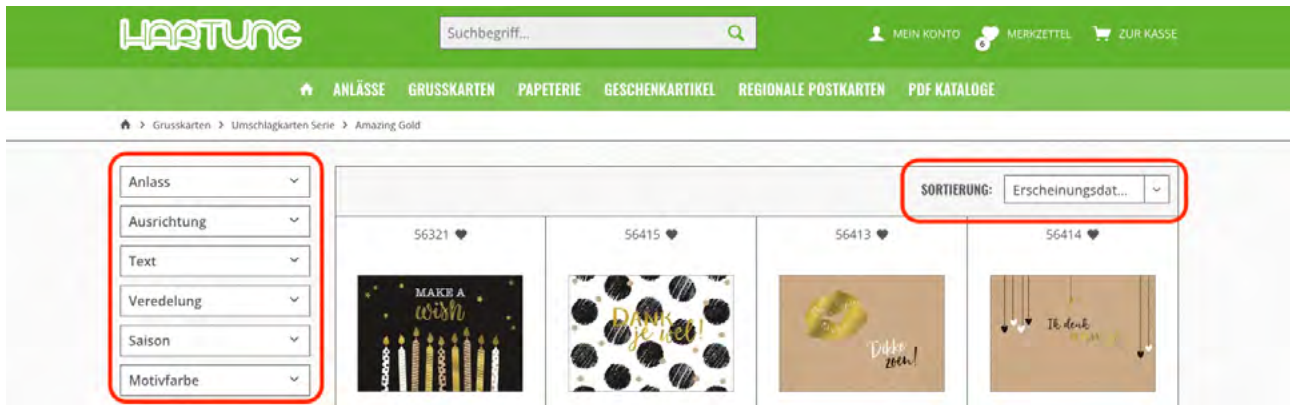 HARTUNG
Suchbegriff...
MEIN KONTO
6
MERKZETTEL
ZUR KASSE
ANLÄSSE GRUSSKARTEN PAPETERIE GESCHENKARTIKEL REGIONALE POSTKARTEN PDF KATALOGE
> Grusskarten > Umschlagkarten Serie > Amazing Gold
Anlass
Ausrichtung
Text
Veredelung
Saison
Motivfarbe
SORTIERUNG: Erscheinungsdat...
56321
56415
56413
56414
MAKE A
wish
DANK
je wel!
Dikke
zoen!
Ik denk